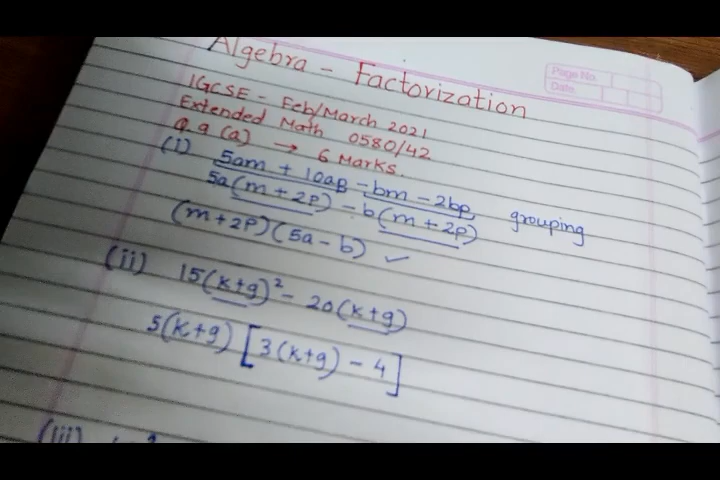 Algebra - Factorization
Page No.
Date.
IGCSE - Feb/March 2021
Extended Math 0580/42
Q.9 (a) → 6 Marks.
(i) 5am + 10ap - bm - 2bp grouping
5a(m + 2p) - b(m + 2p)
(m + 2p)(5a - b) ✓
(ii) 15(k+g)² - 20(k+g)
5(k+g) [3(k+g) - 4]
(iii)